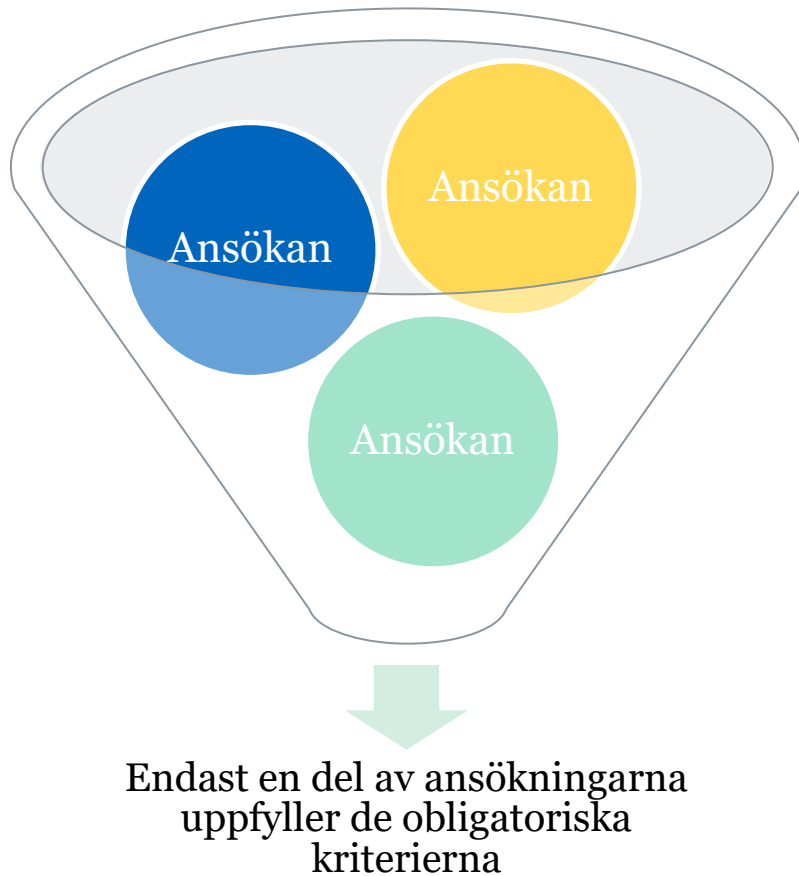 Ansökan
Ansökan
Ansökan
Endast en del av ansökningarna
uppfyller de obligatoriska
kriterierna